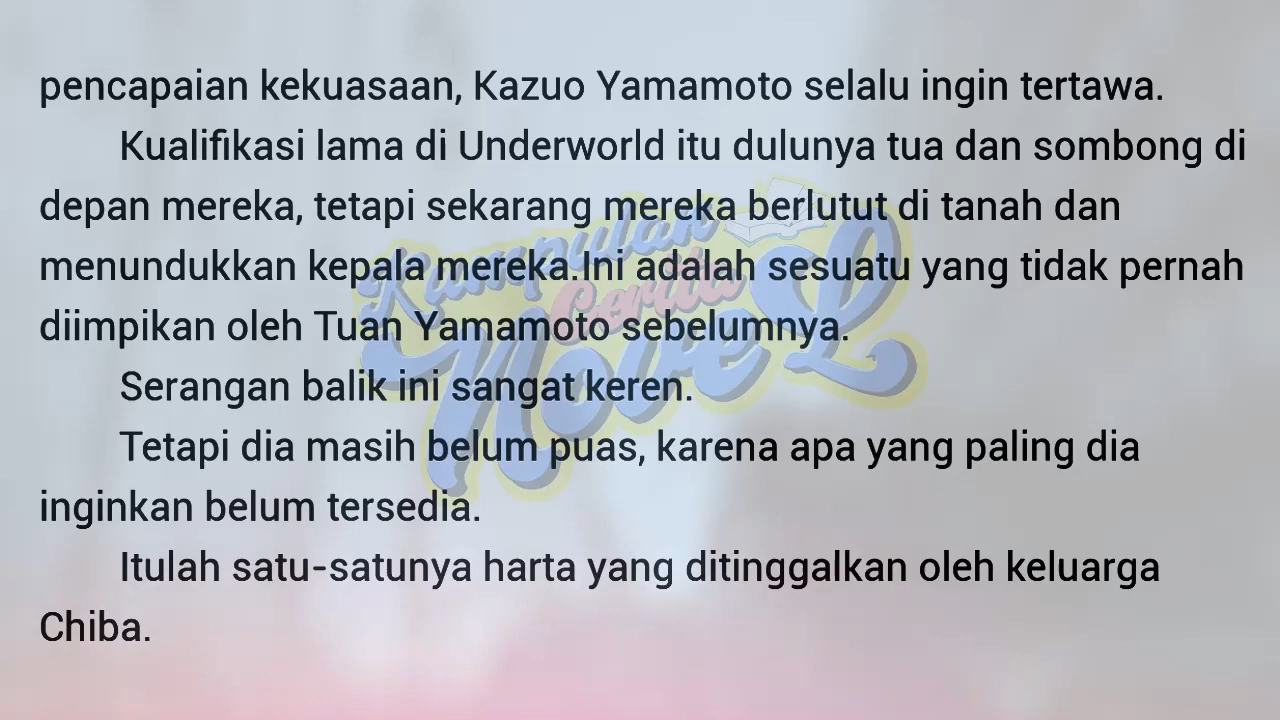 pencapaian kekuasaan, Kazuo Yamamoto selalu ingin tertawa.
Kualifikasi lama di Underworld itu dulunya tua dan sombong di
depan mereka, tetapi sekarang mereka berlutut di tanah dan
menundukkan kepala mereka.Ini adalah sesuatu yang tidak pernah
diimpikan oleh Tuan Yamamoto sebelumnya.
Serangan balik ini sangat keren.
Tetapi dia masih belum puas, karena apa yang paling dia
inginkan belum tersedia.
Itulah satu-satunya harta yang ditinggalkan oleh keluarga
Chiba.
Kumpulan
Cerita
NoveL